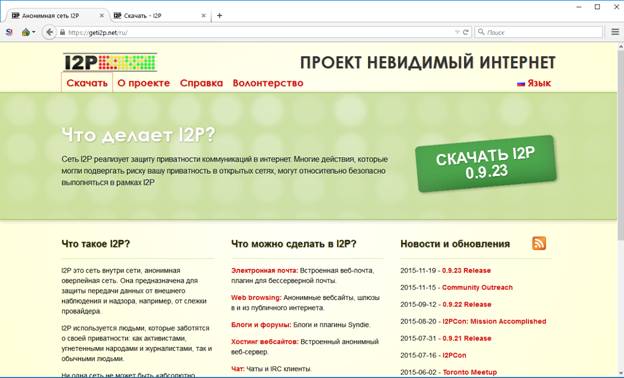 Анонимная сеть I2P
Скачать - I2P
https://geti2p.net/ru/
Поиск
I2P
ПРОЕКТ НЕВИДИМЫЙ ИНТЕРНЕТ
Скачать О проекте Справка Волонтерство
Язык
Что делает I2P?
Сеть I2P реализует защиту приватности коммуникаций в интернет. Многие действия, которые
могли подвергать риску вашу приватность в открытых сетях, могут относительно безопасно
выполняться в рамках I2P
СКАЧАТЬ I2P
0.9.23
Что такое I2P?
I2P это сеть внутри сети, анонимная
оверлейная сеть. Она предназначена для
защиты передачи данных от внешнего
наблюдения и надзора, например, от слежки
провайдера.
I2P используется людьми, которые заботятся
о своей приватности: как активистами,
угнетенными народами и журналистами, так и
обычными людьми.
Ни одна сеть не может быть «абсолютно
Что можно сделать в I2P?
Электронная почта: Встроенная веб-почта,
плагин для бессерверной почты.
Web browsing: Анонимные вебсайты, шлюзы
в и из публичного интернета.
Блоги и форумы: Блоги и плагины Syndie.
Хостинг вебсайтов: Встроенный анонимный
веб-сервер.
Чат: Чаты и IRC клиенты.
Новости и обновления
2015-11-19 - 0.9.23 Release
2015-11-15 - Community Outreach
2015-09-12 - 0.9.22 Release
2015-08-20 - I2PCon: Mission Accomplished
2015-07-31 - 0.9.21 Release
2015-07-16 - I2PCon
2015-06-02 - Toronto Meetup